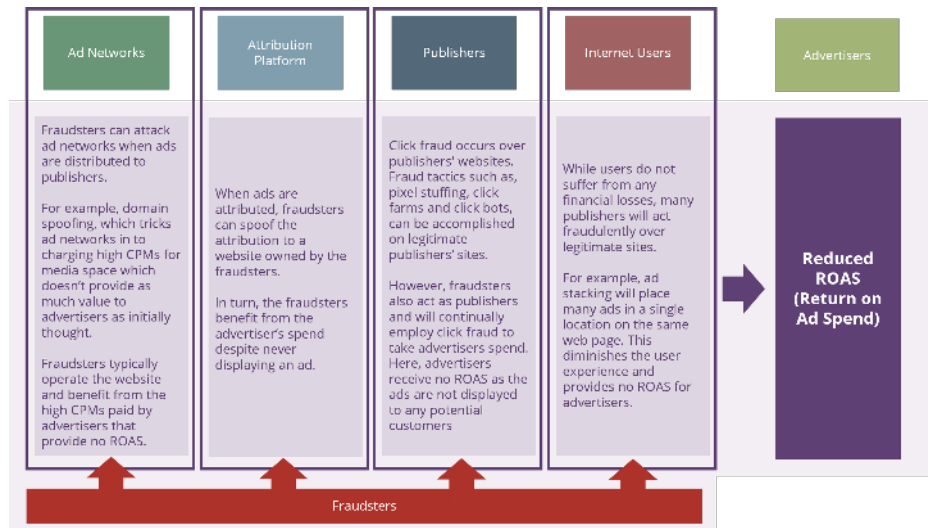 Ad Networks
Attribution
Platform
Publishers
Internet Users
Advertisers
Fraudsters can attack
ad networks when ads
are distributed to
publishers.
For example, domain
spoofing, which tricks
ad networks in to
charging high CPMs for
media space which
doesn't provide as
much value to
advertisers as initially
thought.
Fraudsters typically
operate the website
and benefit from the
high CPMs paid by
advertisers that
provide no ROAS.
When ads are
attributed, fraudsters
can spoof the
attribution to a
website owned by the
fraudsters.
In turn, the fraudsters
benefit from the
advertiser's spend
despite never
displaying an ad.
Click fraud occurs over
publishers' websites.
Fraud tactics such as,
pixel stuffing, click
farms and click bots,
can be accomplished
on legitimate
publishers' sites.
However, fraudsters
also act as publishers
and will continually
employ click fraud to
take advertisers spend.
Here, advertisers
receive no ROAS as the
ads are not displayed
to any potential
customers
While users do not
suffer from any
financial losses, many
publishers will act
fraudulently over
legitimate sites.
For example, ad
stacking will place
many ads in a single
location on the same
web page. This
diminishes the user
experience and
provides no ROAS for
advertisers.
Reduced
ROAS
(Return on
Ad Spend)
Fraudsters